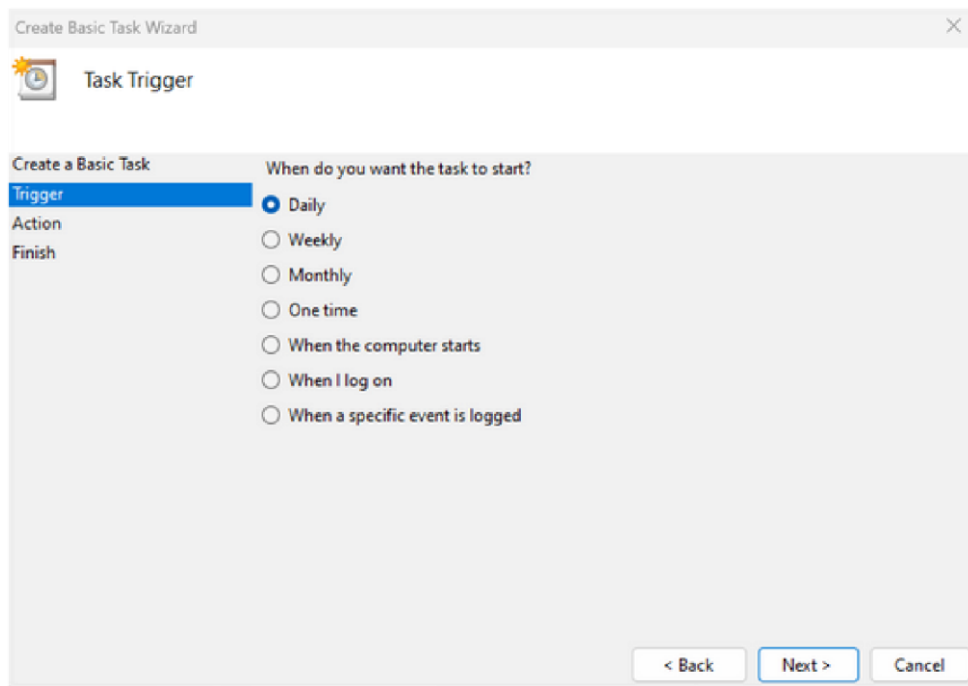 Create Basic Task Wizard
Task Trigger
Create a Basic Task
Trigger
Action
Finish
When do you want the task to start?
Daily
Weekly
Monthly
One time
When the computer starts
When I log on
When a specific event is logged
< Back
Next >
Cancel